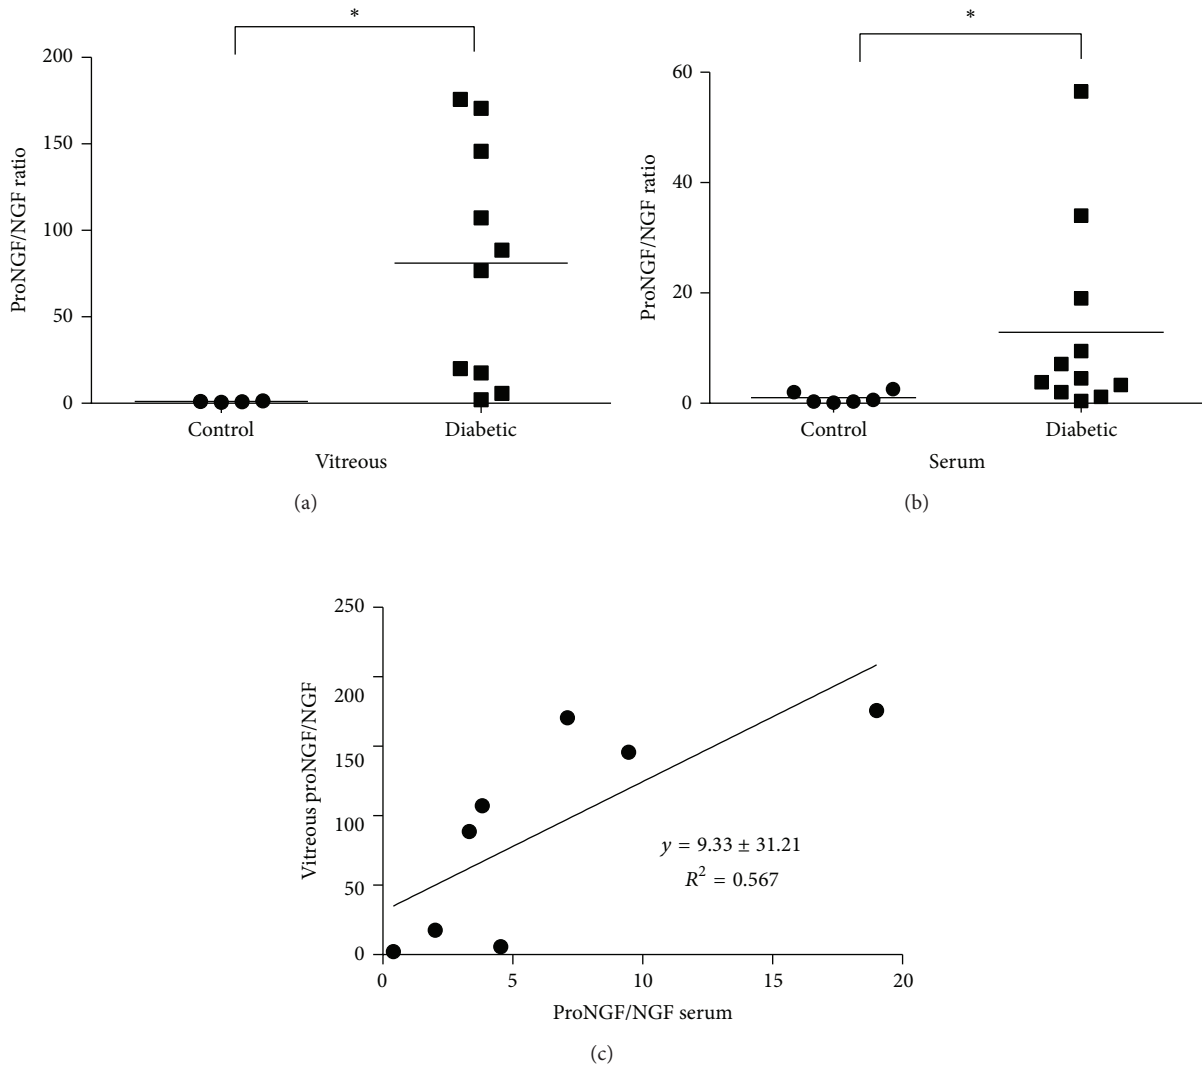 *
200
150
100
50
0
ProNGF/NGF ratio
Control
Diabetic
Vitreous
(a)
*
60
40
20
0
ProNGF/NGF ratio
Control
Diabetic
Serum
(b)
250
200
150
100
50
0
Vitreous proNGF/NGF
y = 9.33 ± 31.21
R² = 0.567
0 5 10 15 20
ProNGF/NGF serum
(c)